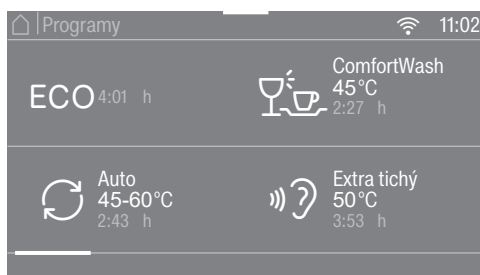 Programy
11:02
ECO 4:01 h
ComfortWash
45°C
2:27 h
Auto
45-60°C
2:43 h
Extra tichý
50°C
3:53 h